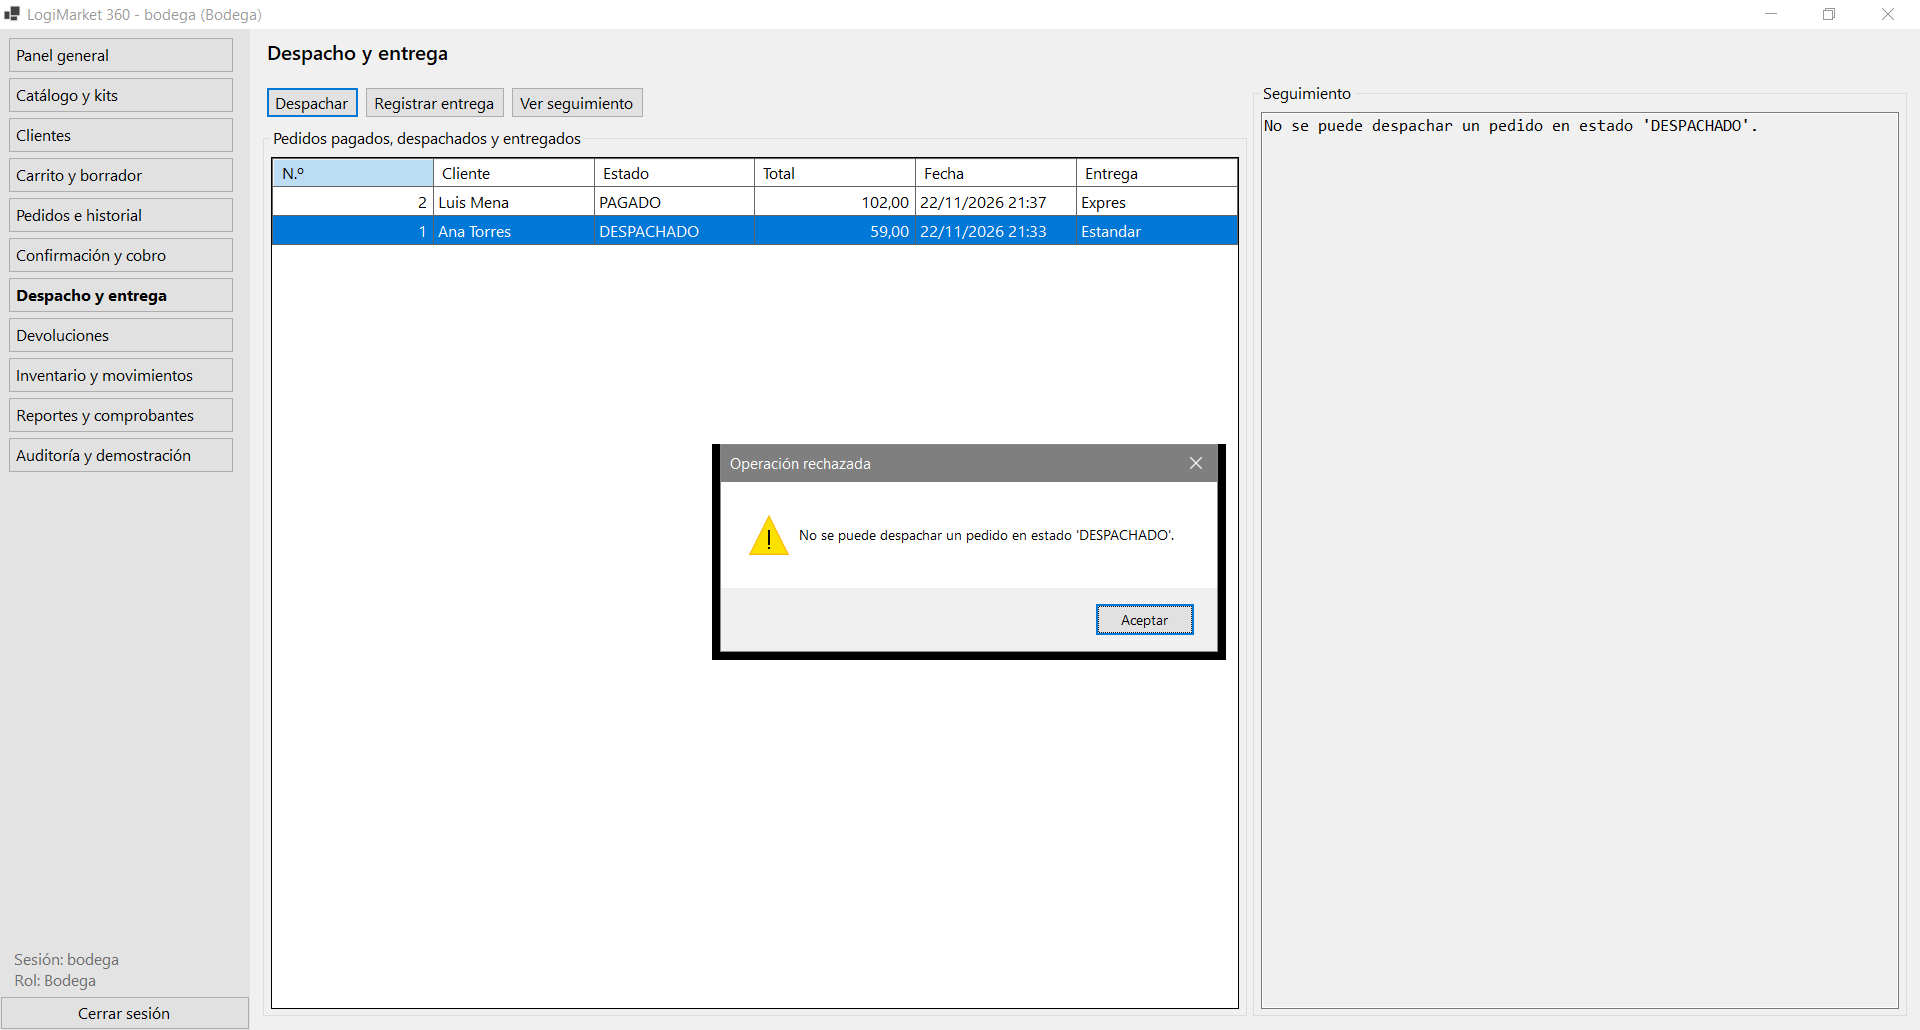 LogiMarket 360 - bodega (Bodega)
Panel general
Catálogo y kits
Clientes
Carrito y borrador
Pedidos e historial
Confirmación y cobro
Despacho y entrega
Devoluciones
Inventario y movimientos
Reportes y comprobantes
Auditoría y demostración
Sesión: bodega
Rol: Bodega
Cerrar sesión
Despacho y entrega
Despachar Registrar entrega Ver seguimiento
Pedidos pagados, despachados y entregados
N.º Cliente Estado Total Fecha Entrega
2 Luis Mena PAGADO 102,00 22/11/2026 21:37 Expres
1 Ana Torres DESPACHADO 59,00 22/11/2026 21:33 Estandar
Seguimiento
No se puede despachar un pedido en estado 'DESPACHADO'.
Operación rechazada
No se puede despachar un pedido en estado 'DESPACHADO'.
Aceptar